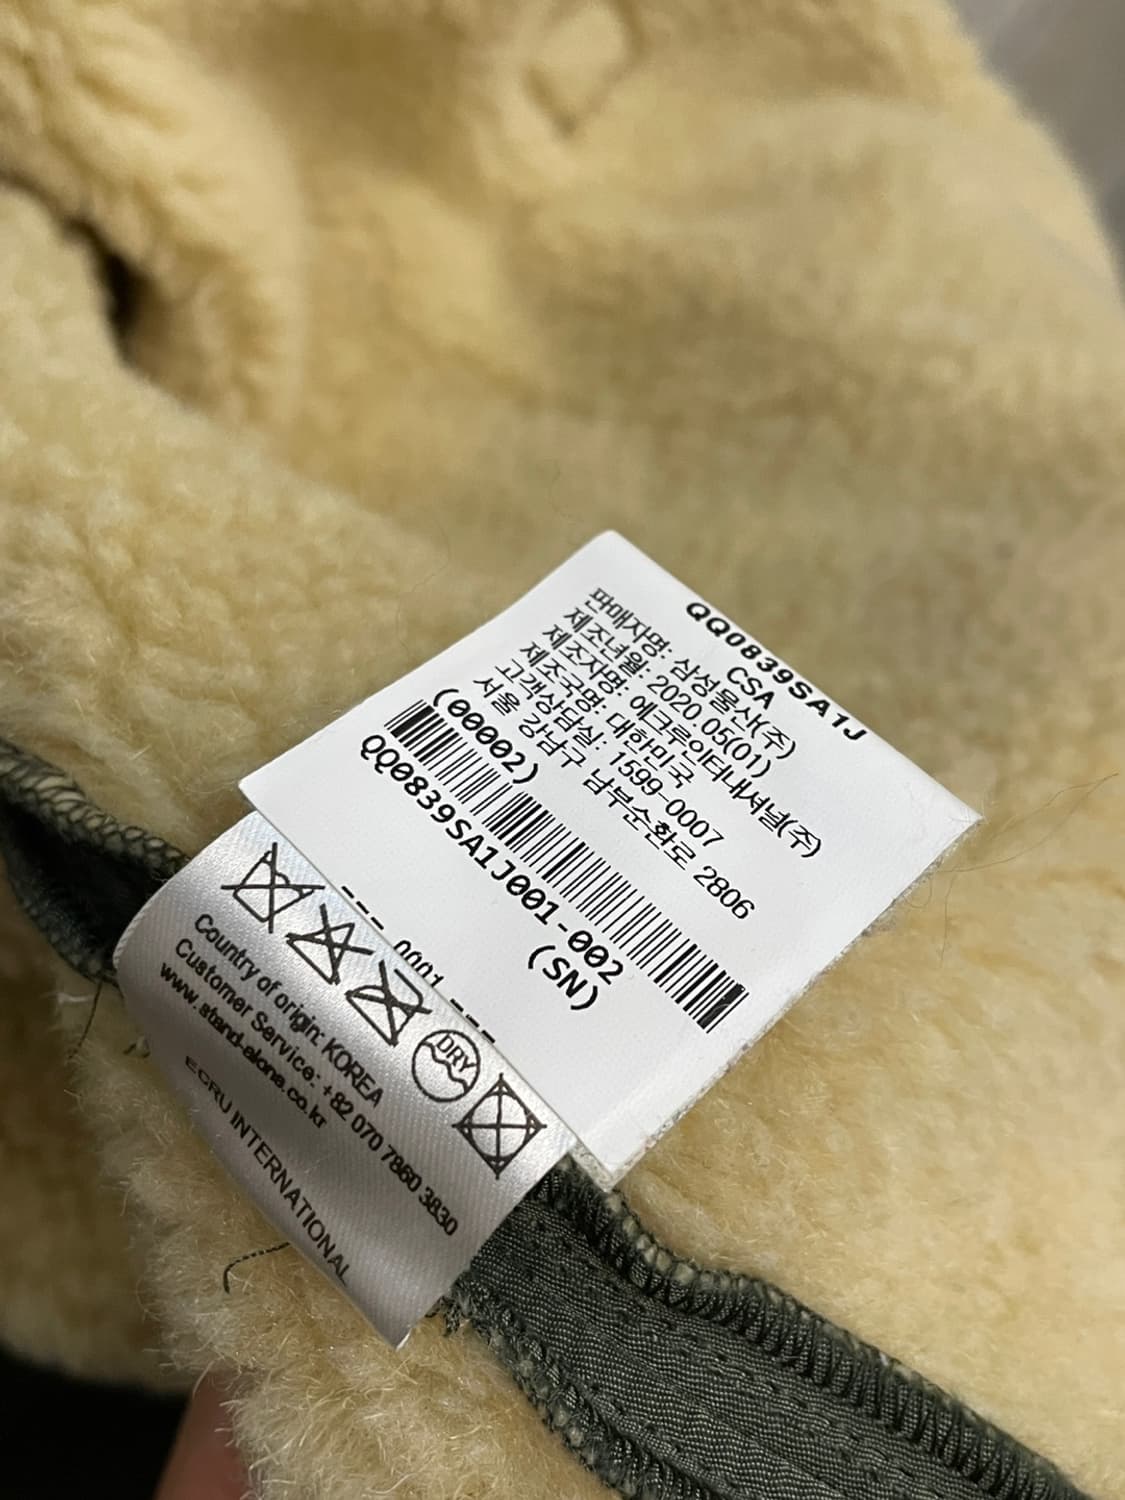 QQ0839SA1J
CSA
판매자명: 삼성물산(주)
제조년월: 2020.05(01)
제조자명: 에크루인터내셔널(주)
제조국명: 대한민국
고객상담실: 1599-0007
서울 강남구 남부순환로 2806
(00002)
QQ0839SA1J001-002
(SN)
--- 0001 ---
DRY
Country of origin: KOREA
Customer Service: +82 070 7860 3830
www.stand-alone.co.kr
ECRU INTERNATIONAL